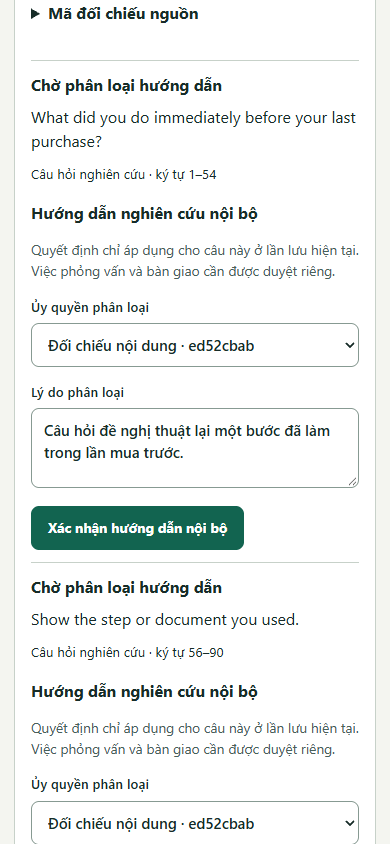 Mã đối chiếu nguồn
Chờ phân loại hướng dẫn
What did you do immediately before your last
purchase?
Câu hỏi nghiên cứu · ký tự 1–54
Hướng dẫn nghiên cứu nội bộ
Quyết định chỉ áp dụng cho câu này ở lần lưu hiện tại.
Việc phỏng vấn và bàn giao cần được duyệt riêng.
Ủy quyền phân loại
Đối chiếu nội dung · ed52cbab
Lý do phân loại
Câu hỏi đề nghị thuật lại một bước đã làm
trong lần mua trước.
Xác nhận hướng dẫn nội bộ
Chờ phân loại hướng dẫn
Show the step or document you used.
Câu hỏi nghiên cứu · ký tự 56–90
Hướng dẫn nghiên cứu nội bộ
Quyết định chỉ áp dụng cho câu này ở lần lưu hiện tại.
Việc phỏng vấn và bàn giao cần được duyệt riêng.
Ủy quyền phân loại
Đối chiếu nội dung · ed52cbab